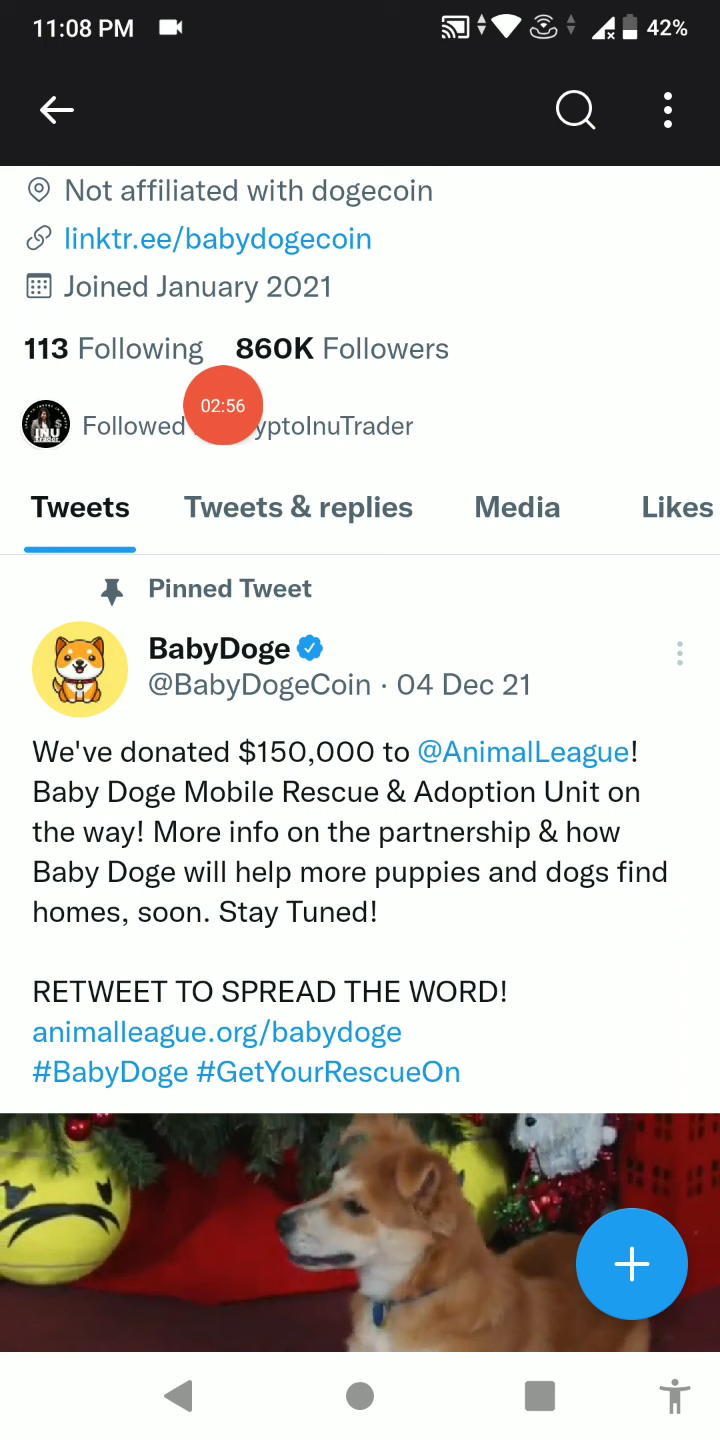 11:08 PM 42%
Not affiliated with dogecoin
linktr.ee/babydogecoin
Joined January 2021
113 Following 860K Followers
02:56
Followed yptoInuTrader
INU
Tweets Tweets & replies Media Likes
Pinned Tweet
BabyDoge
@BabyDogeCoin · 04 Dec 21
We've donated $150,000 to @AnimalLeague!
Baby Doge Mobile Rescue & Adoption Unit on
the way! More info on the partnership & how
Baby Doge will help more puppies and dogs find
homes, soon. Stay Tuned!
RETWEET TO SPREAD THE WORD!
animalleague.org/babydoge
#BabyDoge #GetYourRescueOn